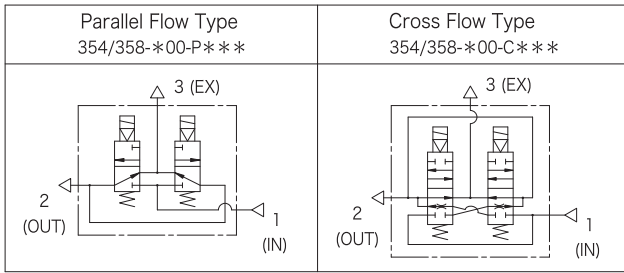 Parallel Flow Type
354/358-*00-P***
Cross Flow Type
354/358-*00-C***
3 (EX)
2
(OUT)
1
(IN)
3 (EX)
2
(OUT)
1
(IN)